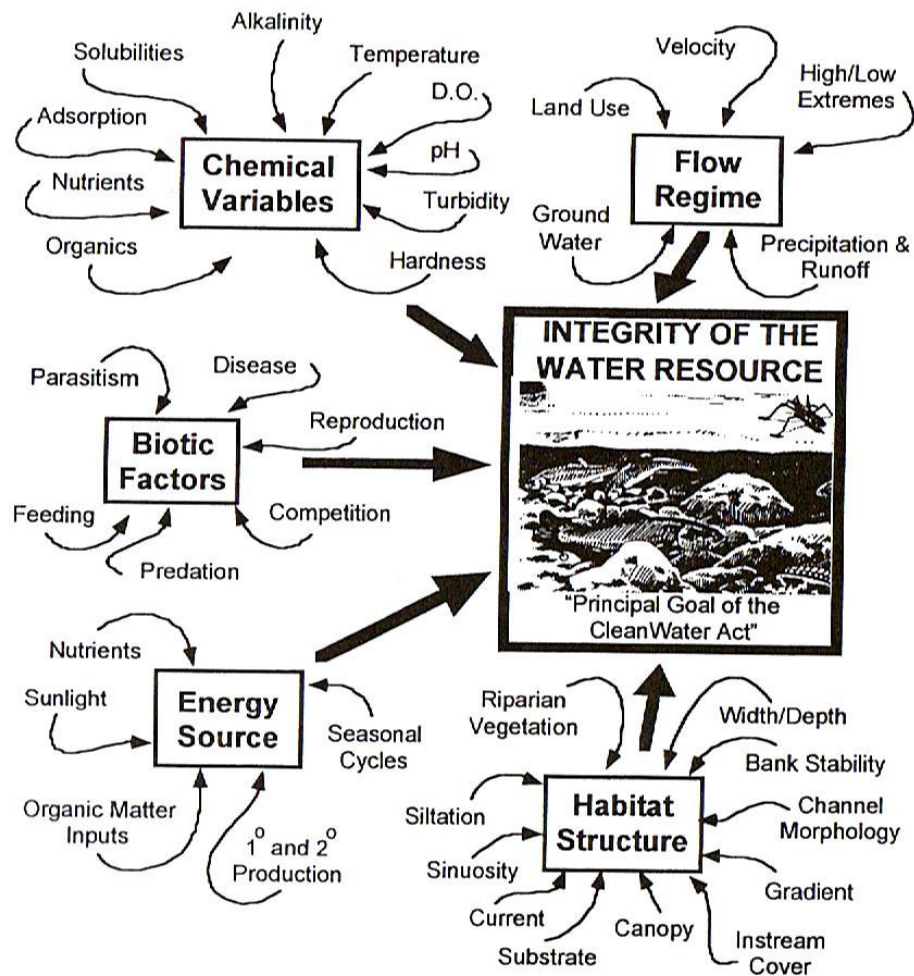 Alkalinity
Solubilities
Temperature
D.O.
Adsorption
Chemical
Variables
pH
Nutrients
Turbidity
Organics
Hardness
Velocity
High/Low
Extremes
Land Use
Flow
Regime
Ground
Water
Precipitation &
Runoff
INTEGRITY OF THE
WATER RESOURCE
"Principal Goal of the
CleanWater Act"
Parasitism
Disease
Reproduction
Biotic
Factors
Feeding
Competition
Predation
Nutrients
Sunlight
Energy
Source
Seasonal
Cycles
Organic Matter
Inputs
1° and 2°
Production
Riparian
Vegetation
Width/Depth
Bank Stability
Siltation
Habitat
Structure
Channel
Morphology
Sinuosity
Gradient
Current
Substrate
Canopy
Instream
Cover